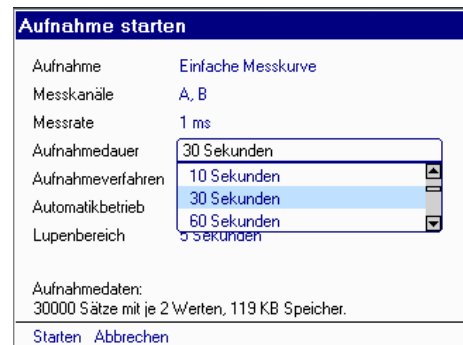 Aufnahme starten
Aufnahme Einfache Messkurve
Messkanäle A, B
Messrate 1 ms
Aufnahmedauer 30 Sekunden
Aufnahmeverfahren 10 Sekunden
30 Sekunden
Automatikbetrieb
60 Sekunden
Lupenbereich 5 Sekunden
Aufnahmedaten:
30000 Sätze mit je 2 Werten, 119 KB Speicher.
Starten Abbrechen